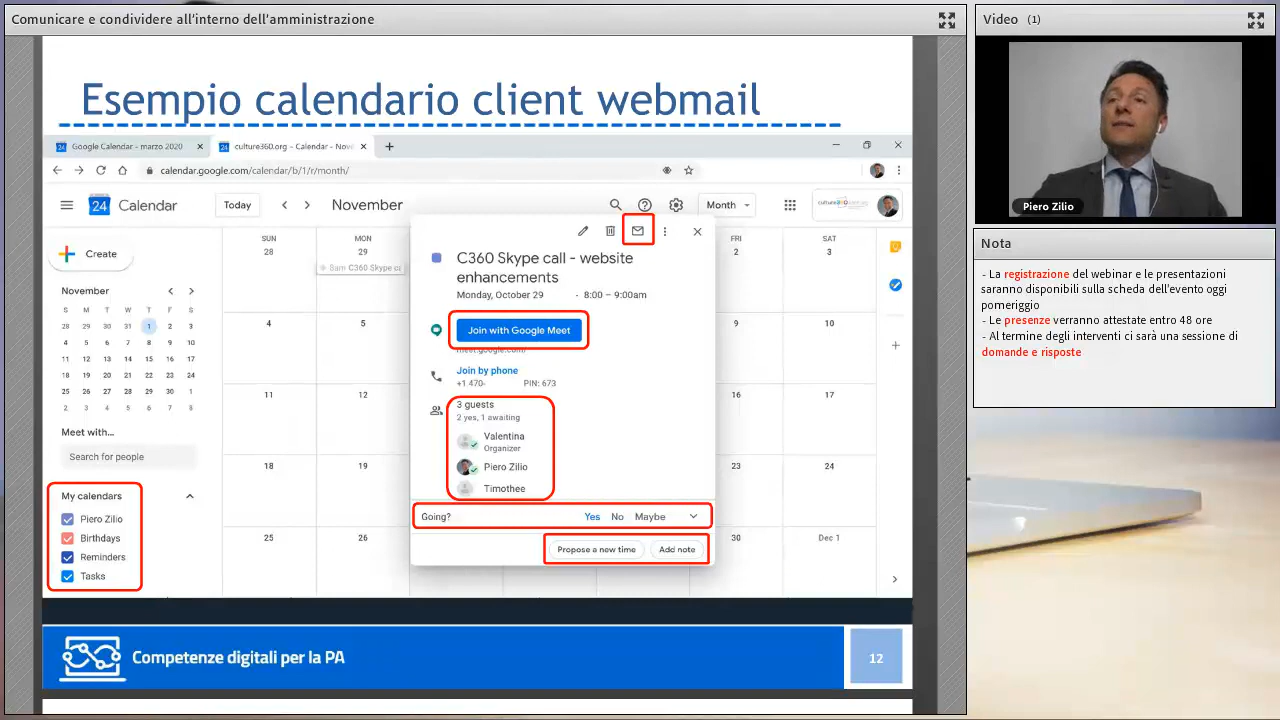 Comunicare e condividere all'interno dell'amministrazione
Esempio calendario client webmail
Google Calendar - marzo 2020
culture360.org - Calendar - Nov
calendar.google.com/calendar/b/1/r/month/
24
Calendar
Today
November
Month
Create
November
S M T W T F S
28 29 30 31 1 2 3
4 5 6 7 8 9 10
11 12 13 14 15 16 17
18 19 20 21 22 23 24
25 26 27 28 29 30 1
2 3 4 5 6 7 8
Meet with...
Search for people
My calendars
Piero Zilio
Birthdays
Reminders
Tasks
SUN MON FRI SAT
28 29 2 3
8am C360 Skype ca
4 5 9 10
11 12 16 17
18 19 23 24
25 26 30 Dec 1
C360 Skype call - website
enhancements
Monday, October 29 - 8:00 – 9:00am
Join with Google Meet
meet.google.com/
Join by phone
+1 470- PIN: 673
3 guests
2 yes, 1 awaiting
Valentina
Organizer
Piero Zilio
Timothee
Going? Yes No Maybe
Propose a new time Add note
Competenze digitali per la PA
12
Video (1)
Piero Zilio
Nota
- La registrazione del webinar e le presentazioni
saranno disponibili sulla scheda dell'evento oggi
pomeriggio
- Le presenze verranno attestate entro 48 ore
- Al termine degli interventi ci sarà una sessione di
domande e risposte